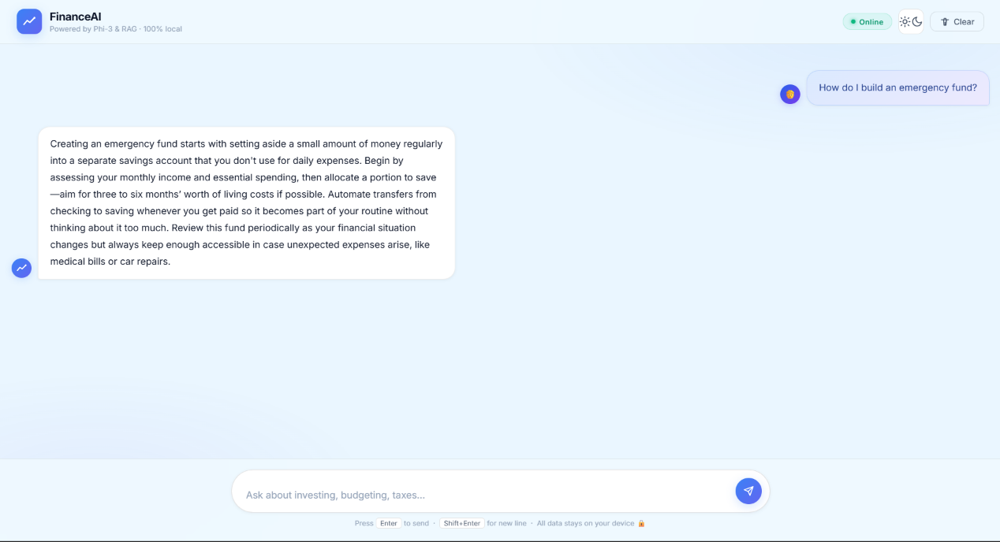 FinanceAI
Powered by Phi-3 & RAG · 100% local
Online
Clear
How do I build an emergency fund?
Creating an emergency fund starts with setting aside a small amount of money regularly
into a separate savings account that you don't use for daily expenses. Begin by
assessing your monthly income and essential spending, then allocate a portion to save
—aim for three to six months’ worth of living costs if possible. Automate transfers from
checking to saving whenever you get paid so it becomes part of your routine without
thinking about it too much. Review this fund periodically as your financial situation
changes but always keep enough accessible in case unexpected expenses arise, like
medical bills or car repairs.
Ask about investing, budgeting, taxes...
Press Enter to send · Shift+Enter for new line · All data stays on your device 🔒